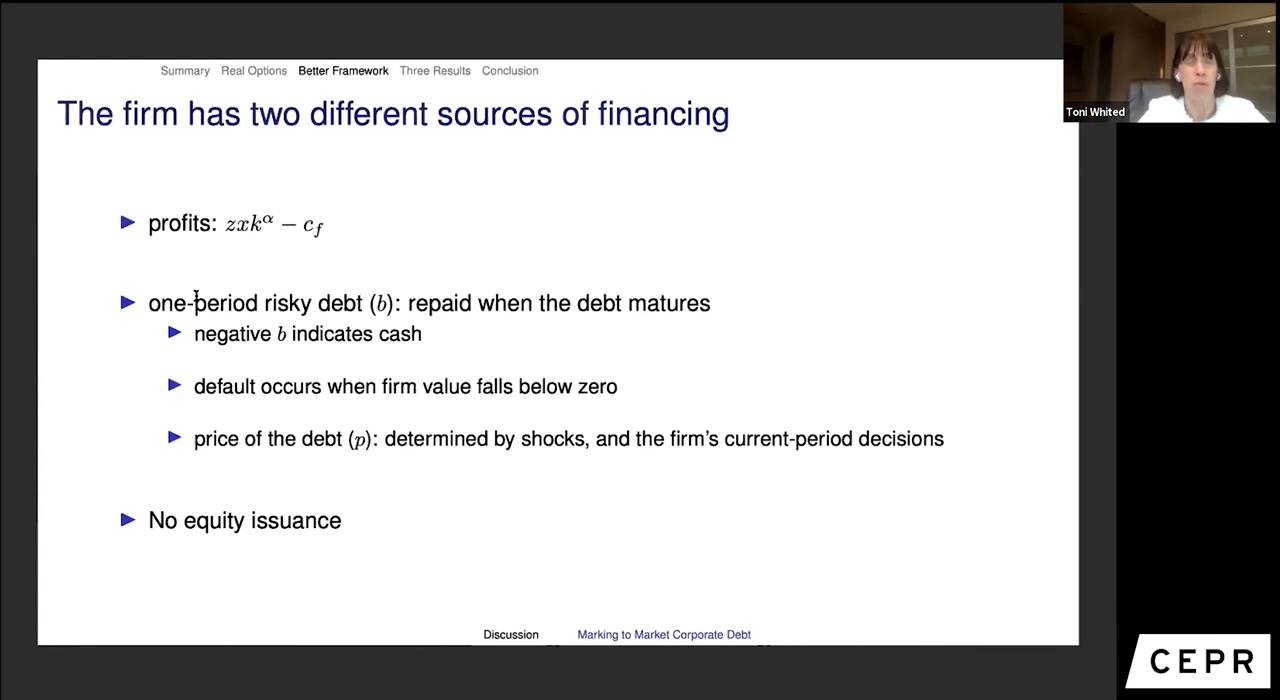 Summary Real Options Better Framework Three Results Conclusion
The firm has two different sources of financing
▶ profits: zxk^α − c_f
▶ one-period risky debt (b): repaid when the debt matures
▶ negative b indicates cash
▶ default occurs when firm value falls below zero
▶ price of the debt (p): determined by shocks, and the firm's current-period decisions
▶ No equity issuance
Discussion Marking to Market Corporate Debt
Toni Whited
CEPR